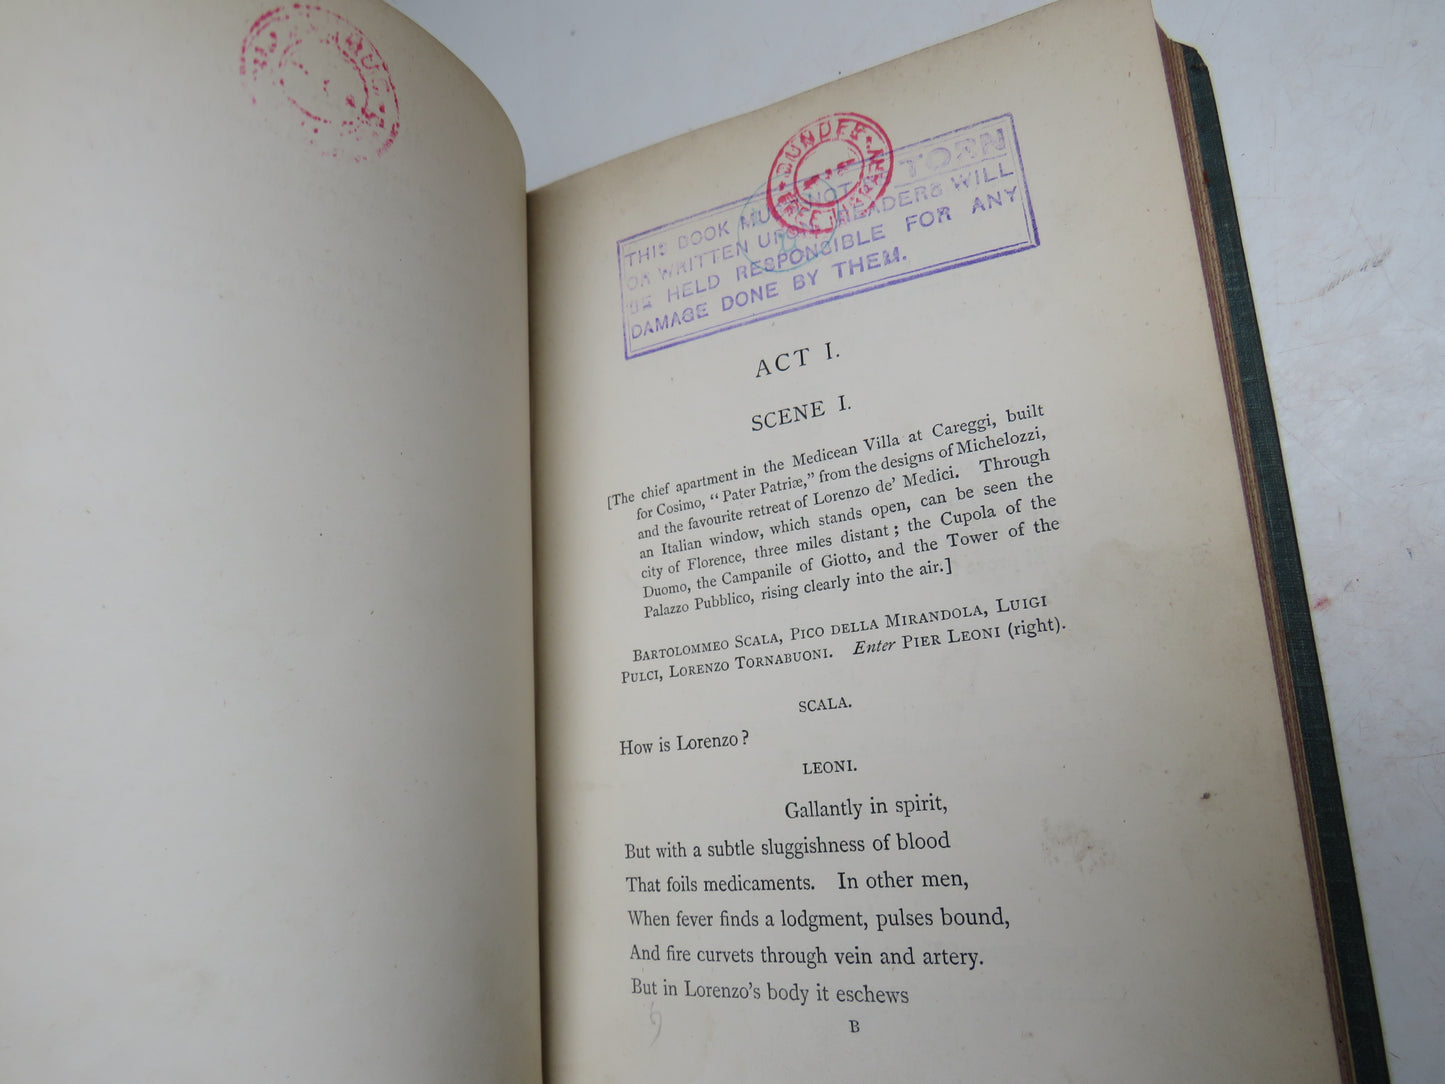 DUNDEE
FREE LIBRARY
THIS BOOK MUST NOT BE TORN
OR WRITTEN UPON. READERS WILL
BE HELD RESPONSIBLE FOR ANY
DAMAGE DONE BY THEM.
ACT I.
SCENE I.
[The chief apartment in the Medicean Villa at Careggi, built
for Cosimo, “Pater Patriæ,” from the designs of Michelozzi,
and the favourite retreat of Lorenzo de’ Medici. Through
an Italian window, which stands open, can be seen the
city of Florence, three miles distant; the Cupola of the
Duomo, the Campanile of Giotto, and the Tower of the
Palazzo Pubblico, rising clearly into the air.]
BARTOLOMMEO SCALA, PICO DELLA MIRANDOLA, LUIGI
PULCI, LORENZO TORNABUONI. Enter PIER LEONI (right).
SCALA.
How is Lorenzo?
LEONI.
Gallantly in spirit,
But with a subtle sluggishness of blood
That foils medicaments. In other men,
When fever finds a lodgment, pulses bound,
And fire curvets through vein and artery.
But in Lorenzo’s body it eschews
B